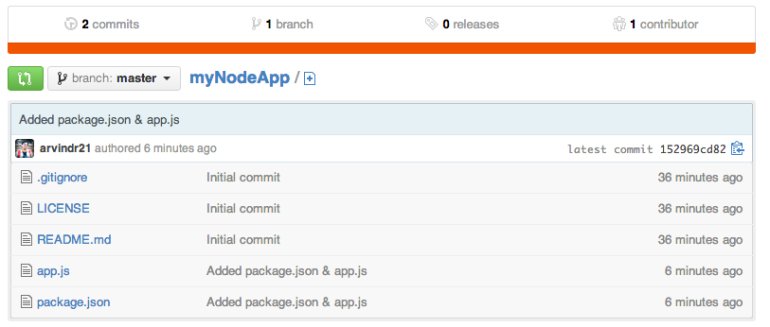 2 commits 1 branch 0 releases 1 contributor
branch: master myNodeApp /
Added package.json & app.js
arvindr21 authored 6 minutes ago latest commit 152969cd82
.gitignore Initial commit 36 minutes ago
LICENSE Initial commit 36 minutes ago
README.md Initial commit 36 minutes ago
app.js Added package.json & app.js 6 minutes ago
package.json Added package.json & app.js 6 minutes ago